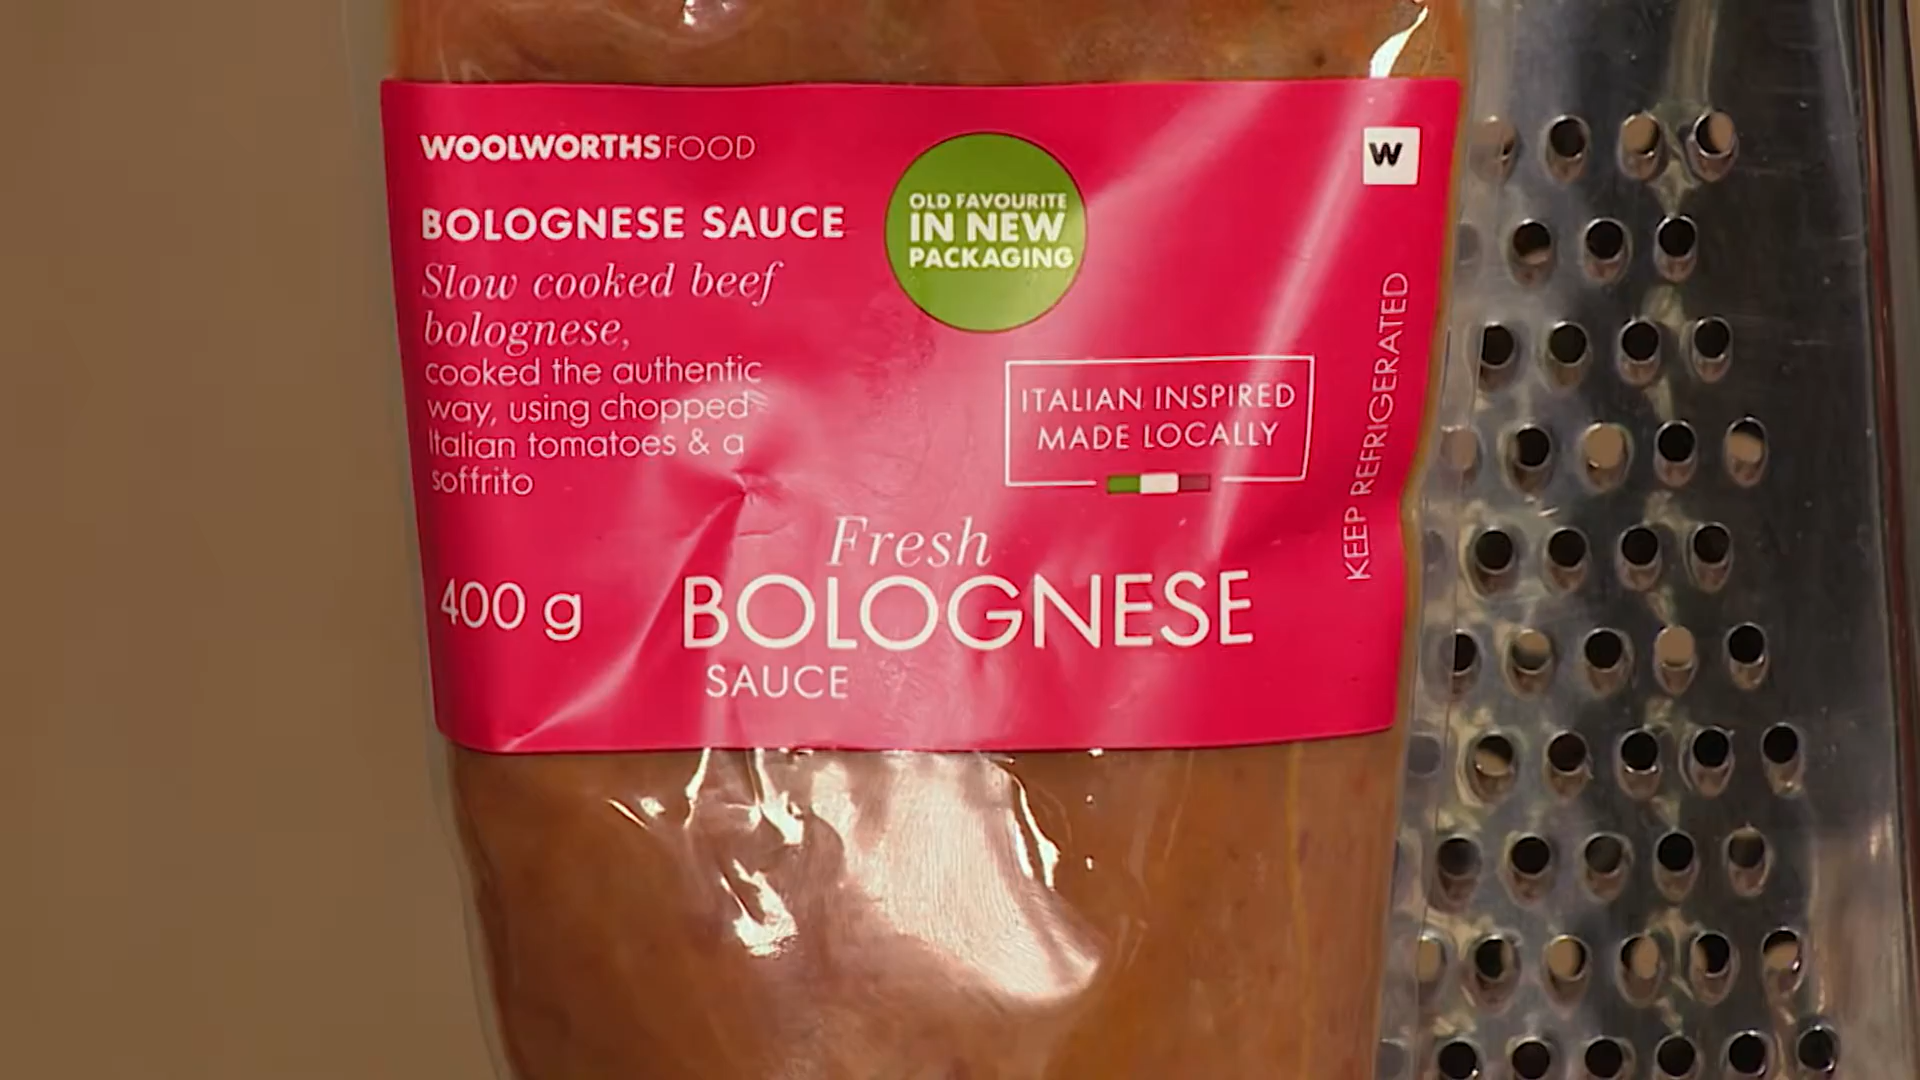 WOOLWORTHSFOOD
BOLOGNESE SAUCE
Slow cooked beef
bolognese,
cooked the authentic
way, using chopped
Italian tomatoes & a
soffrito
400 g
OLD FAVOURITE
IN NEW
PACKAGING
W
ITALIAN INSPIRED
MADE LOCALLY
KEEP REFRIGERATED
Fresh
BOLOGNESE
SAUCE